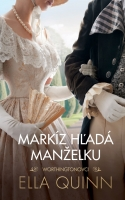 MARKÍZ HĽADÁ
MANŽELKU
WORTHINGTONOVCI
ELLA QUINN